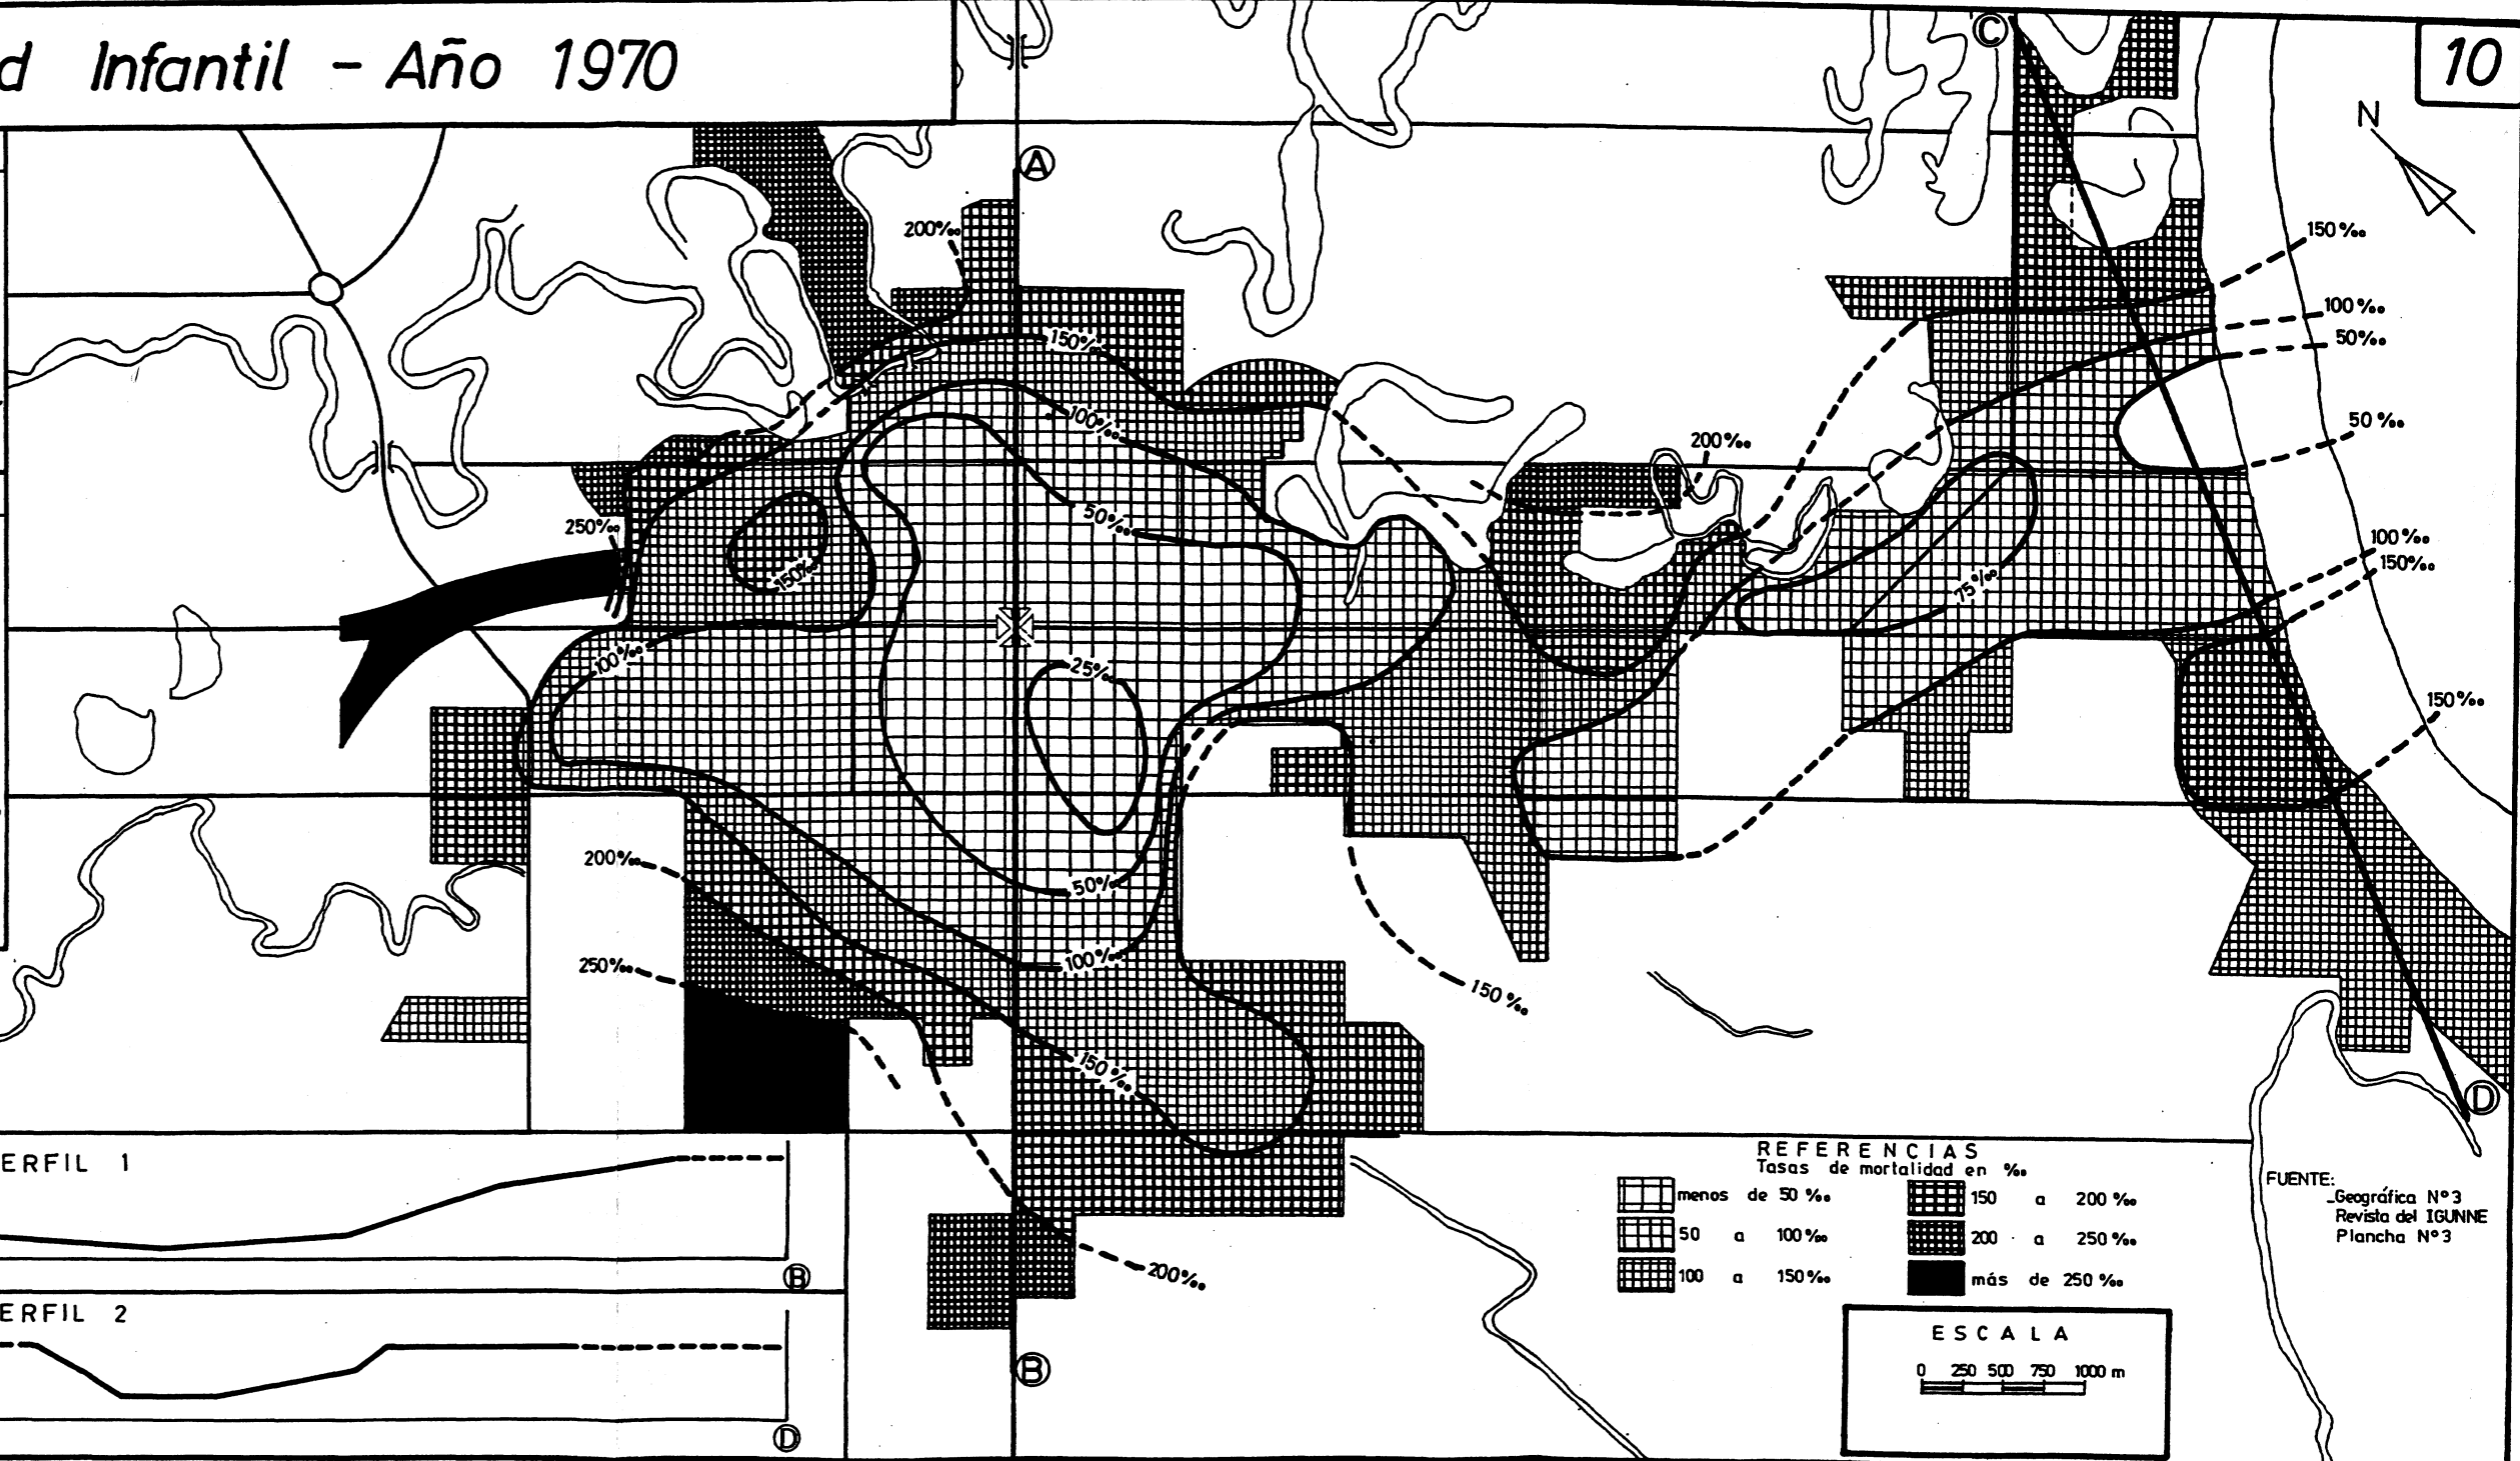 d Infantil - Año 1970
10
N
A
C
200‰
150‰
100‰
50‰
150‰
100‰
50‰
50‰
200‰
250‰
150‰
100‰
25‰
75‰
100‰
150‰
150‰
200‰
250‰
50‰
100‰
150‰
150‰
200‰
B
D
ERFIL 1
B
ERFIL 2
D
REFERENCIAS
Tasas de mortalidad en ‰
menos de 50 ‰
50 a 100‰
100 a 150‰
150 a 200 ‰
200 a 250 ‰
más de 250 ‰
FUENTE:
_Geográfica N°3
Revista del IGUNNE
Plancha N°3
ESCALA
0 250 500 750 1000 m